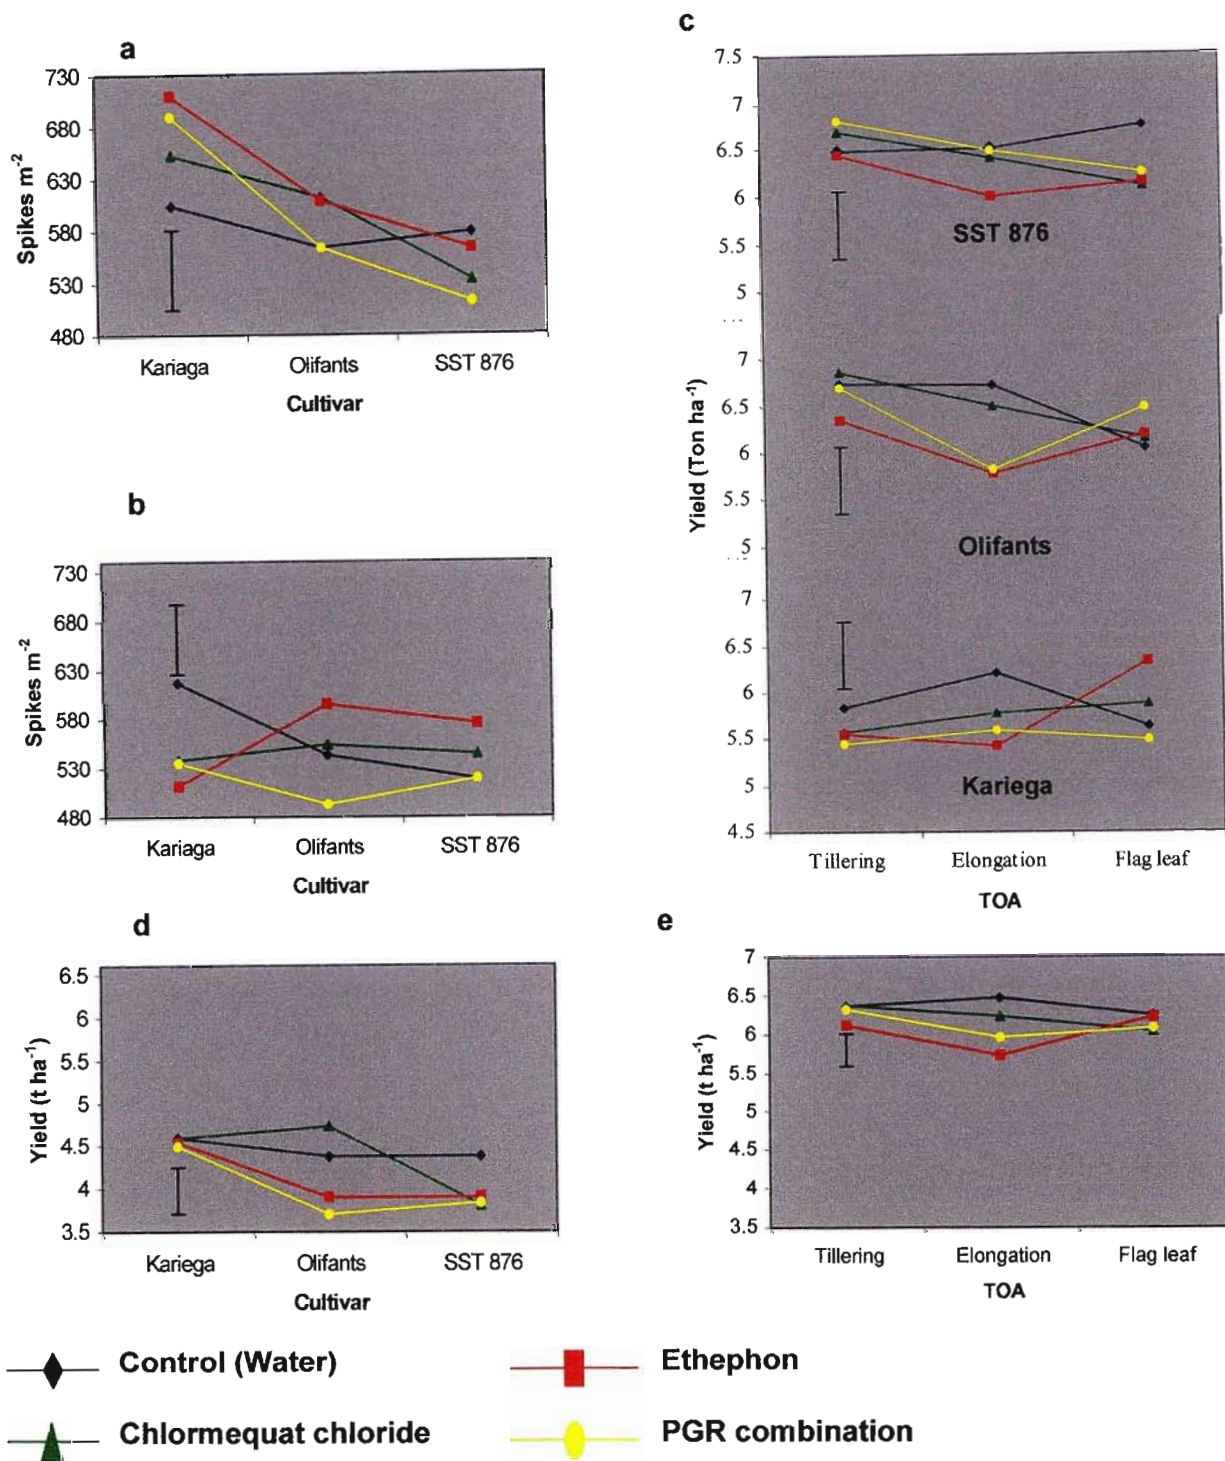 a
730
680
630
580
530
480
Spikes m-2
Kariaga Olifants SST 876
Cultivar
b
730
680
630
580
530
480
Spikes m-2
Kariaga Olifants SST 876
Cultivar
c
7.5
7
6.5
6
5.5
5
SST 876
7
6.5
6
5.5
5
Olifants
7
6.5
6
5.5
5
4.5
Kariega
Yield (Ton ha-1)
Tillering Elongation Flag leaf
TOA
d
6.5
6
5.5
5
4.5
4
3.5
Yield (t ha-1)
Kariega Olifants SST 876
Cultivar
e
7
6.5
6
5.5
5
4.5
4
3.5
Yield (t ha-1)
Tillering Elongation Flag leaf
TOA
Control (Water) Ethephon
Chlormequat chloride PGR combination